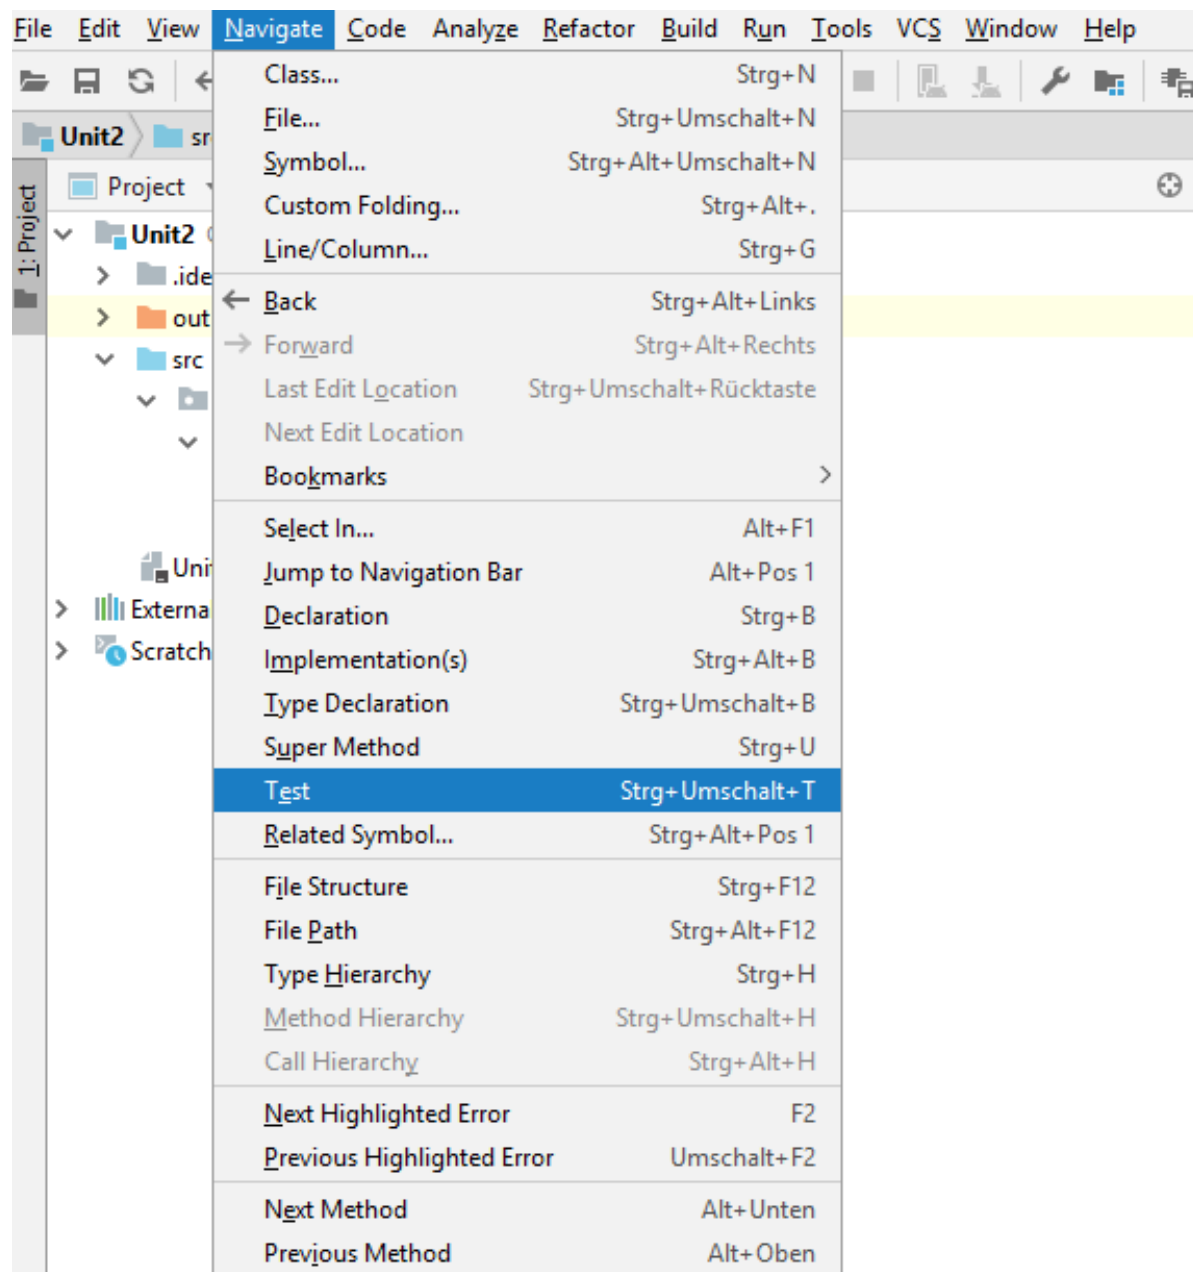 File Edit View Navigate Code Analyze Refactor Build Run Tools VCS Window Help
Unit2
1: Project
Project
Unit2
out
src
External
Scratch
Class... Strg+N
File... Strg+Umschalt+N
Symbol... Strg+Alt+Umschalt+N
Custom Folding... Strg+Alt+.
Line/Column... Strg+G
Back Strg+Alt+Links
Forward Strg+Alt+Rechts
Last Edit Location Strg+Umschalt+Rücktaste
Next Edit Location
Bookmarks
Select In... Alt+F1
Jump to Navigation Bar Alt+Pos 1
Declaration Strg+B
Implementation(s) Strg+Alt+B
Type Declaration Strg+Umschalt+B
Super Method Strg+U
Test Strg+Umschalt+T
Related Symbol... Strg+Alt+Pos 1
File Structure Strg+F12
File Path Strg+Alt+F12
Type Hierarchy Strg+H
Method Hierarchy Strg+Umschalt+H
Call Hierarchy Strg+Alt+H
Next Highlighted Error F2
Previous Highlighted Error Umschalt+F2
Next Method Alt+Unten
Previous Method Alt+Oben